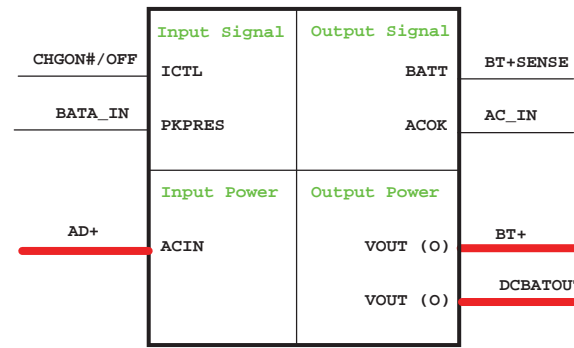 Input Signal Output Signal
CHGON#/OFF ICTL BATT BT+SENSE
BATA_IN PKPRES ACOK AC_IN
Input Power Output Power
AD+ ACIN VOUT (O) BT+
VOUT (O) DCBATOUT